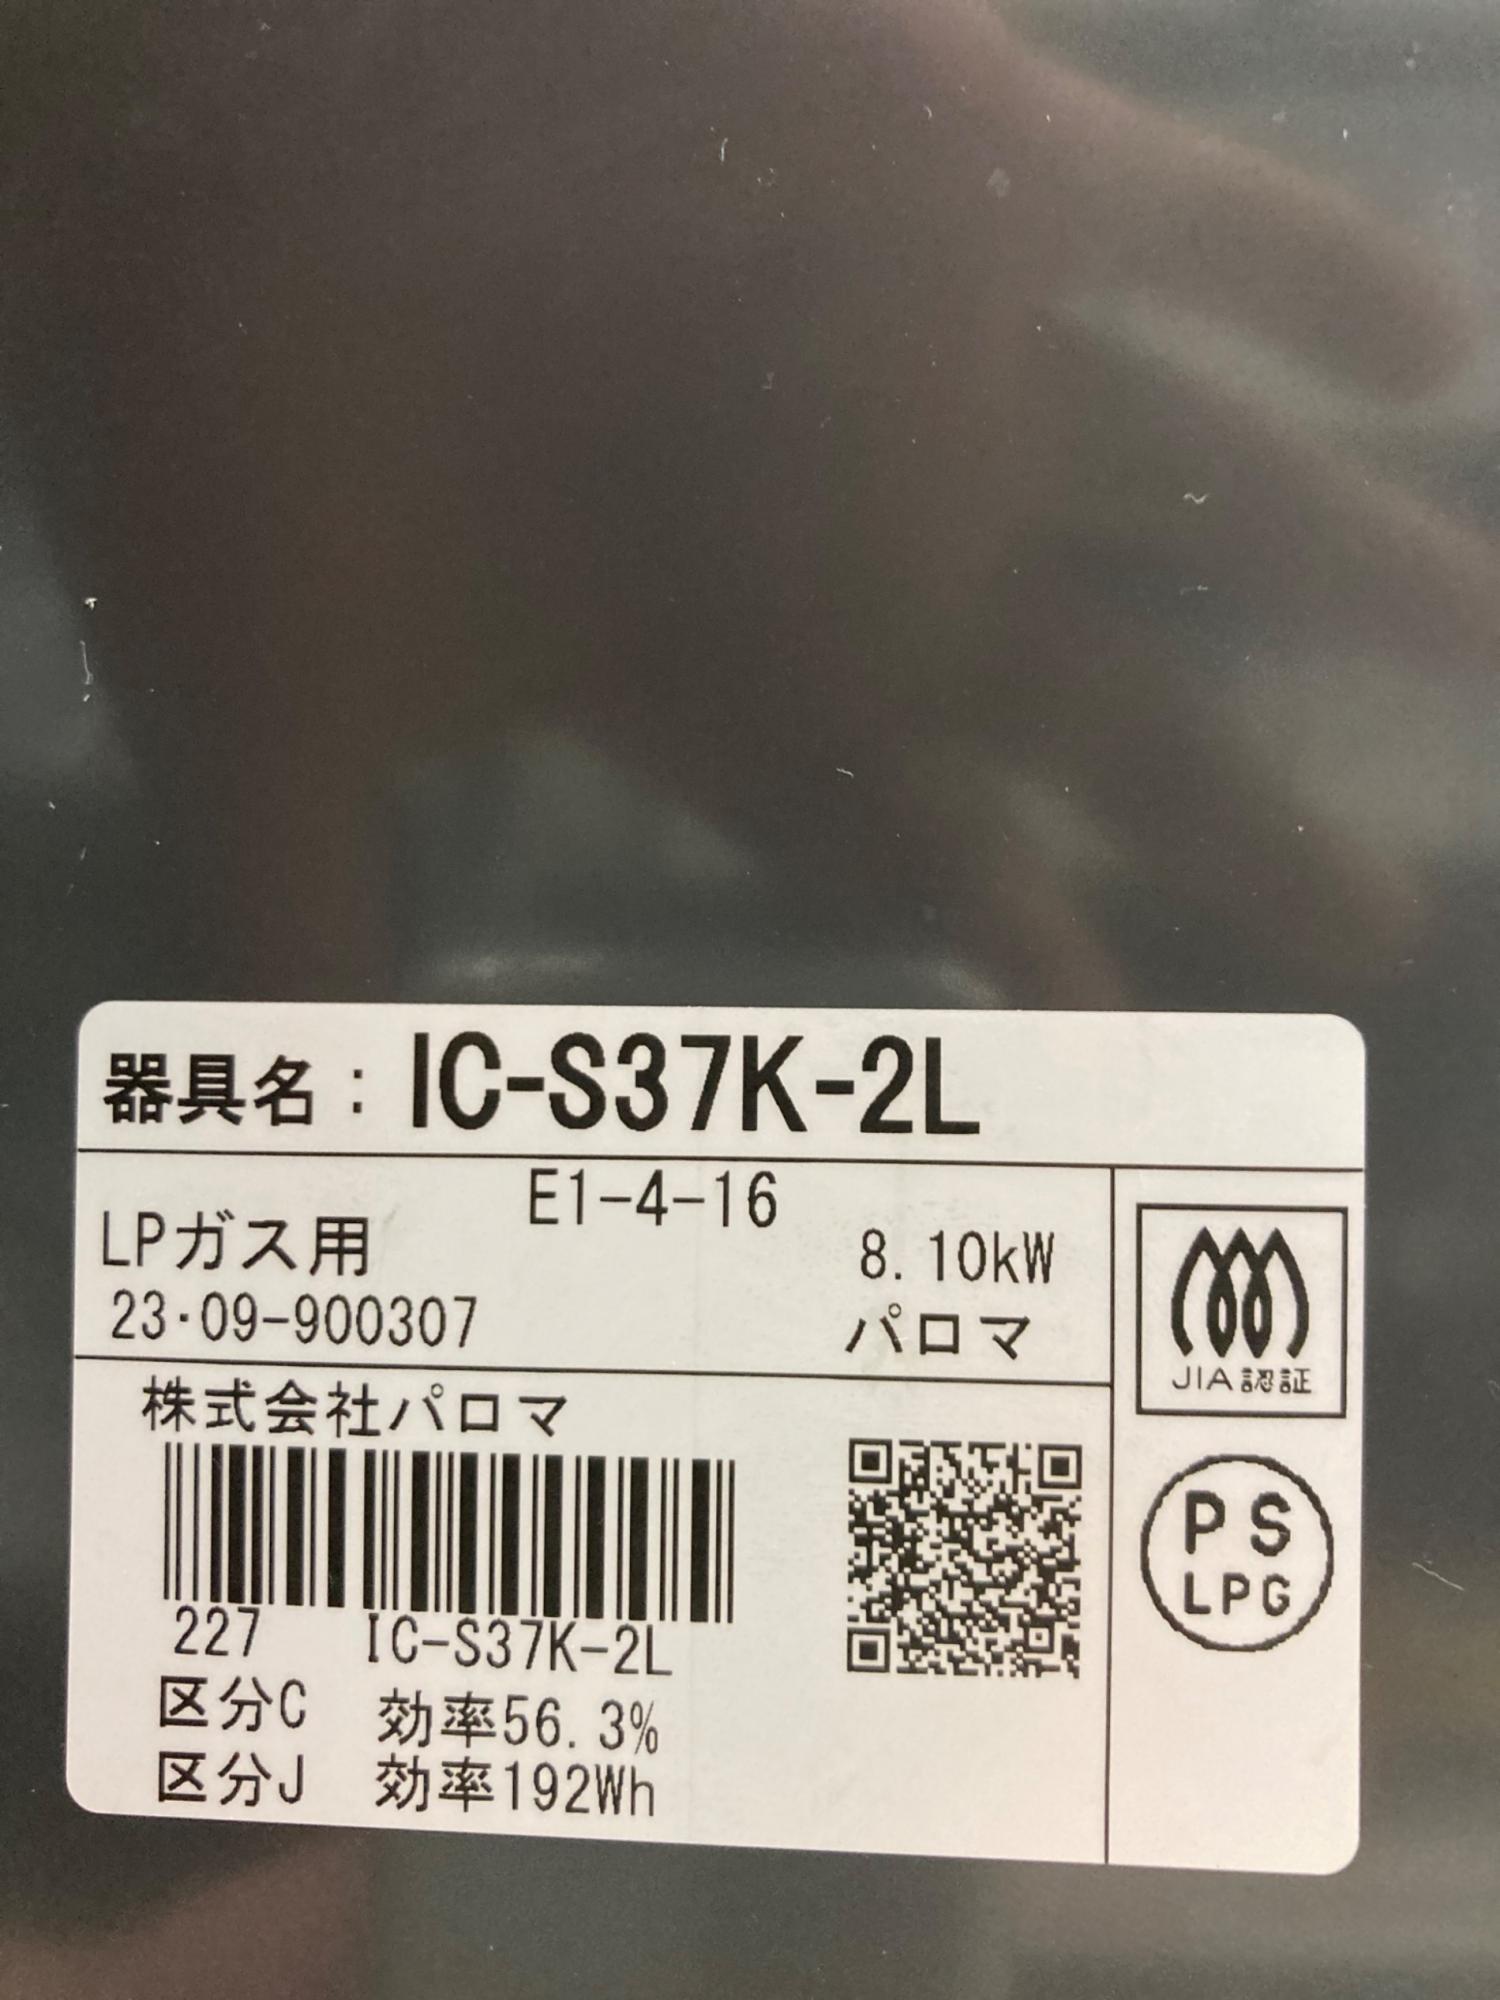 器具名：IC-S37K-2L
E1-4-16
LPガス用 8.10kW
23・09-900307 パロマ
JIA認証
株式会社パロマ
PS
LPG
227 IC-S37K-2L
区分C 効率56.3%
区分J 効率192Wh